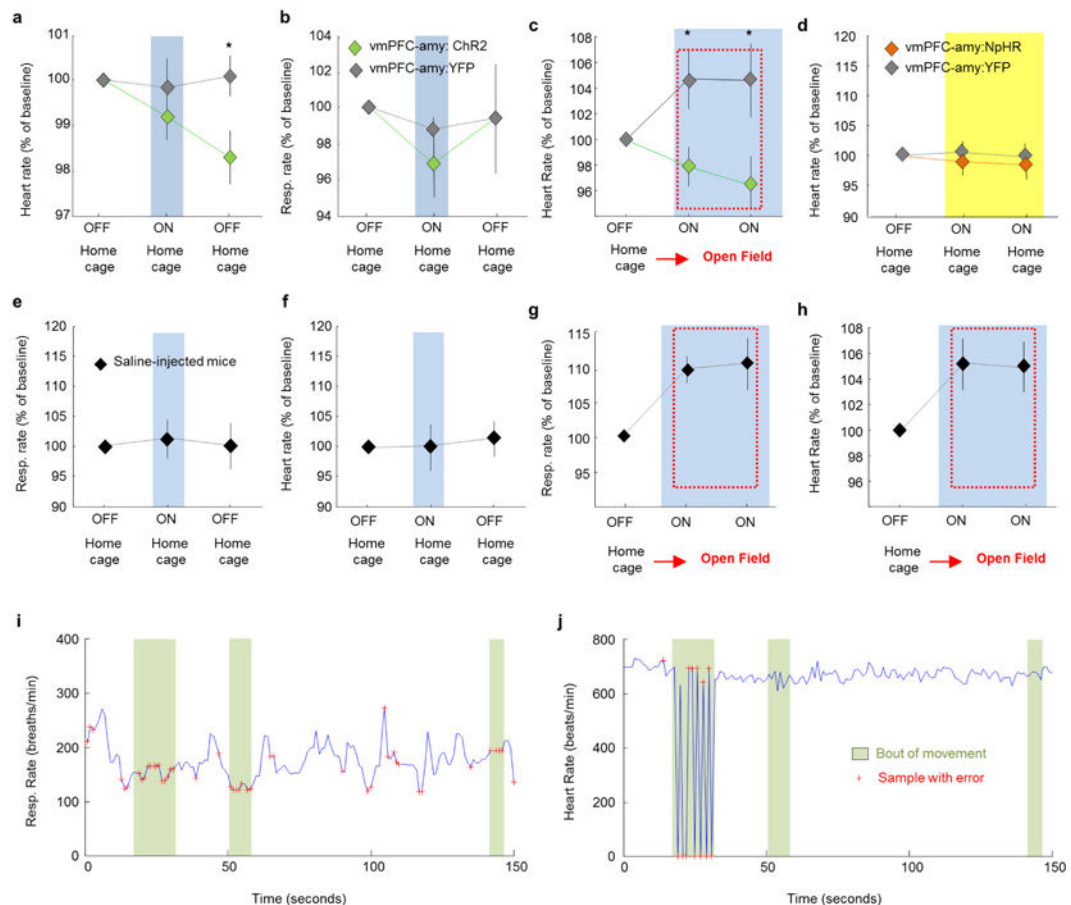 a
Heart rate (% of baseline)
101
100
99
98
97
*
OFF
ON
OFF
Home
cage
Home
cage
Home
cage
b
Resp. rate (% of baseline)
104
102
100
98
96
94
vmPFC-amy: ChR2
vmPFC-amy:YFP
OFF
ON
OFF
Home
cage
Home
cage
Home
cage
c
Heart Rate (% of baseline)
108
106
104
102
100
98
96
*
*
OFF
ON
ON
Home
cage
Open Field
d
Heart rate (% of baseline)
120
115
110
105
100
95
90
vmPFC-amy:NpHR
vmPFC-amy:YFP
OFF
ON
ON
Home
cage
Home
cage
Home
cage
e
Resp. rate (% of baseline)
120
115
110
105
100
95
90
Saline-injected mice
OFF
ON
OFF
Home
cage
Home
cage
Home
cage
f
Heart rate (% of baseline)
120
115
110
105
100
95
90
OFF
ON
OFF
Home
cage
Home
cage
Home
cage
g
Resp rate (% of baseline)
115
110
100
95
OFF
ON
ON
Home
cage
Open Field
h
Heart Rate (% of baseline)
108
106
104
102
100
98
96
94
OFF
ON
ON
Home
cage
Open Field
i
Resp. Rate (breaths/min)
400
300
200
100
0
0
50
100
150
Time (seconds)
j
Heart Rate (beats/min)
800
600
400
200
0
0
50
100
150
Bout of movement
Sample with error
Time (seconds)